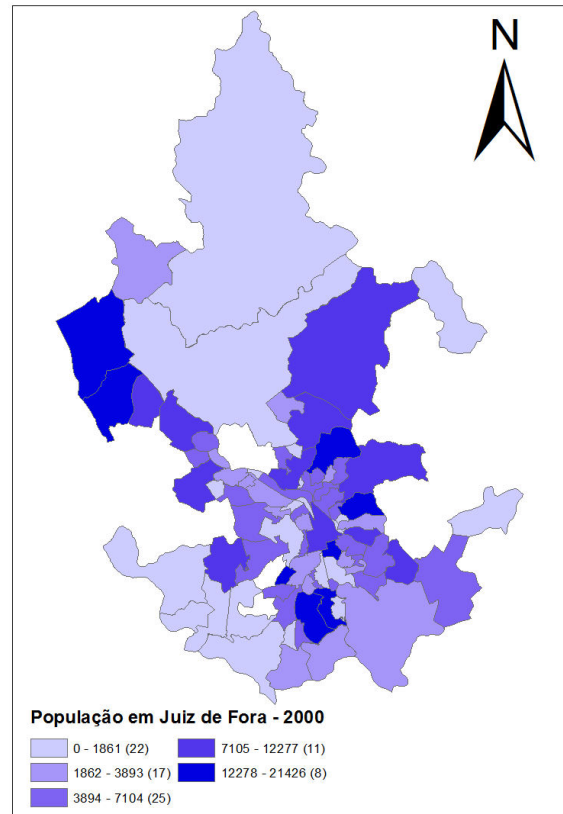 N
População em Juiz de Fora - 2000
0 - 1861 (22)
7105 - 12277 (11)
1862 - 3893 (17)
12278 - 21426 (8)
3894 - 7104 (25)